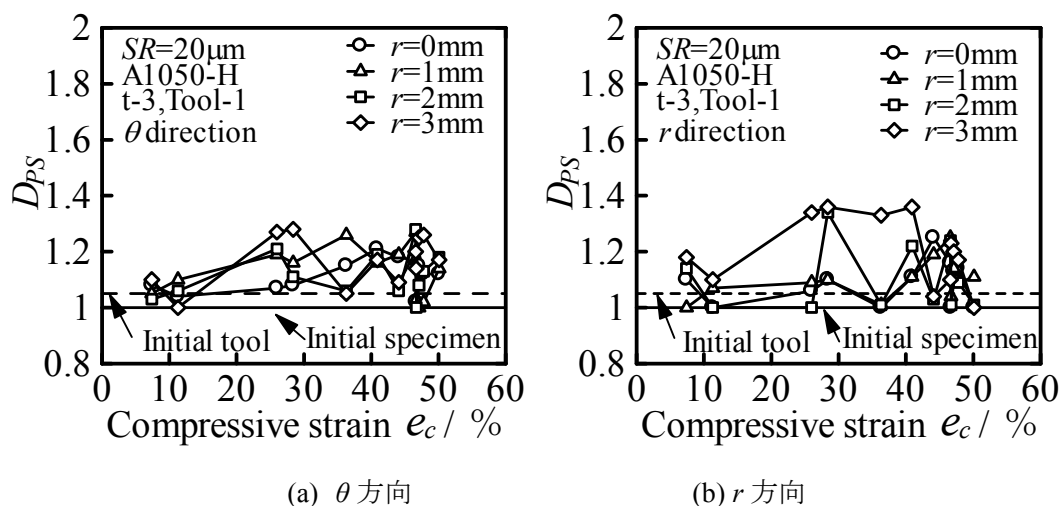 2
1.8
1.6
1.4
1.2
1
0.8
D_PS
SR=20μm
A1050-H
t-3,Tool-1
θ direction
r=0mm
r=1mm
r=2mm
r=3mm
Initial tool
Initial specimen
0 10 20 30 40 50 60
Compressive strain e_c / %
(a) θ 方向
2
1.8
1.6
1.4
1.2
1
0.8
D_PS
SR=20μm
A1050-H
t-3,Tool-1
r direction
r=0mm
r=1mm
r=2mm
r=3mm
Initial tool
Initial specimen
0 10 20 30 40 50 60
Compressive strain e_c / %
(b) r 方向